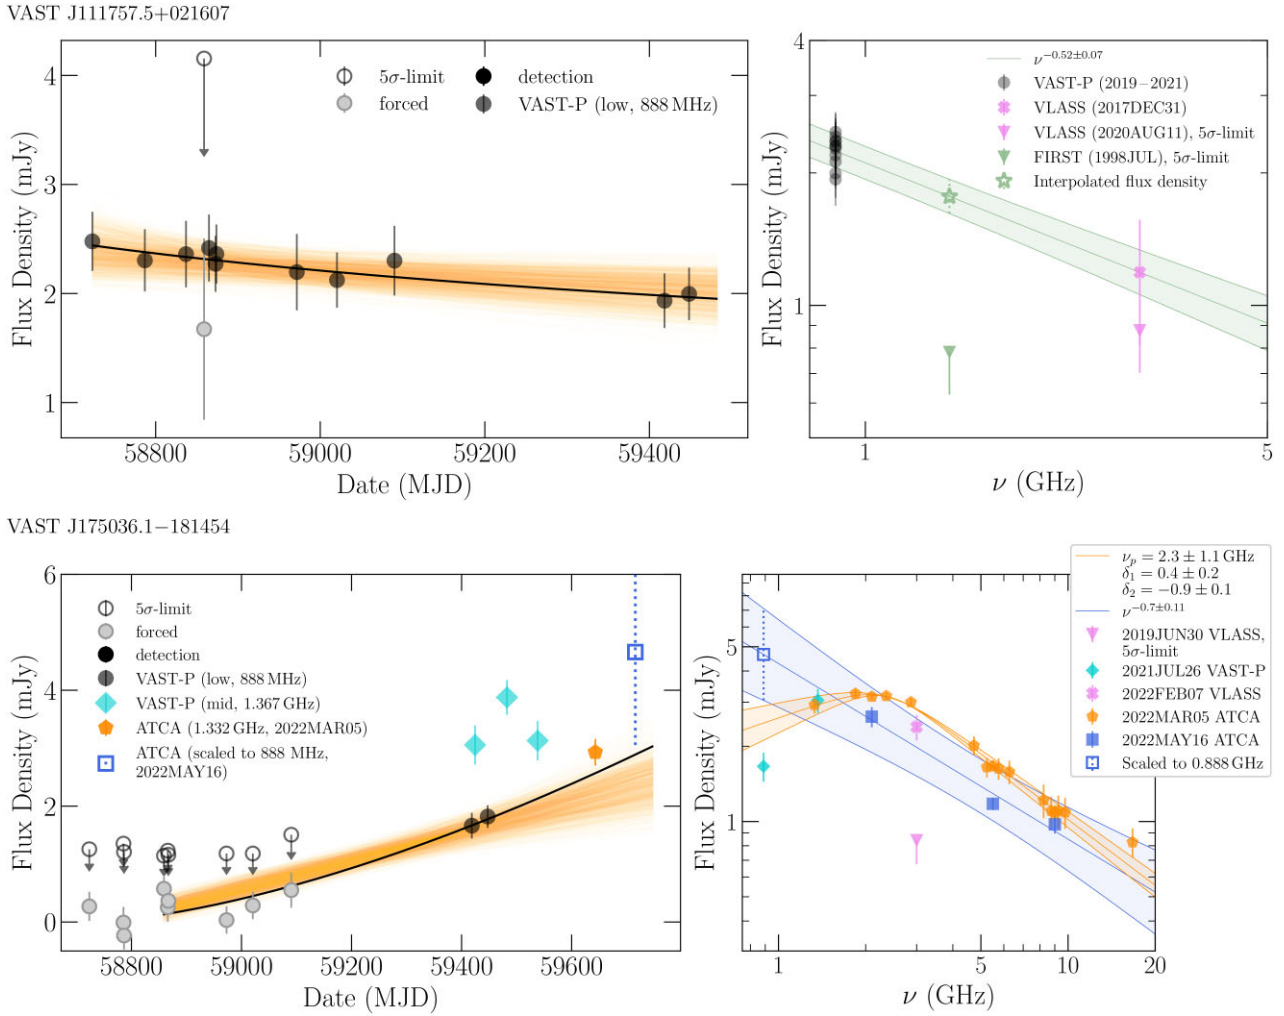 VAST J111757.5+021607
4
3
2
1
Flux Density (mJy)
5σ-limit
forced
detection
VAST-P (low, 888 MHz)
58800
59000
59200
59400
Date (MJD)
4
1
Flux Density (mJy)
ν^−0.52±0.07
VAST-P (2019−2021)
VLASS (2017DEC31)
VLASS (2020AUG11), 5σ-limit
FIRST (1998JUL), 5σ-limit
Interpolated flux density
1
5
ν (GHz)
VAST J175036.1−181454
6
4
2
0
Flux Density (mJy)
5σ-limit
forced
detection
VAST-P (low, 888 MHz)
VAST-P (mid, 1.367 GHz)
ATCA (1.332 GHz, 2022MAR05)
ATCA (scaled to 888 MHz,
2022MAY16)
58800
59000
59200
59400
59600
Date (MJD)
5
1
Flux Density (mJy)
ν_p = 2.3 ± 1.1 GHz
δ_1 = 0.4 ± 0.2
δ_2 = −0.9 ± 0.1
ν^−0.7±0.11
2019JUN30 VLASS,
5σ-limit
2021JUL26 VAST-P
2022FEB07 VLASS
2022MAR05 ATCA
2022MAY16 ATCA
Scaled to 0.888 GHz
1
5
10
20
ν (GHz)